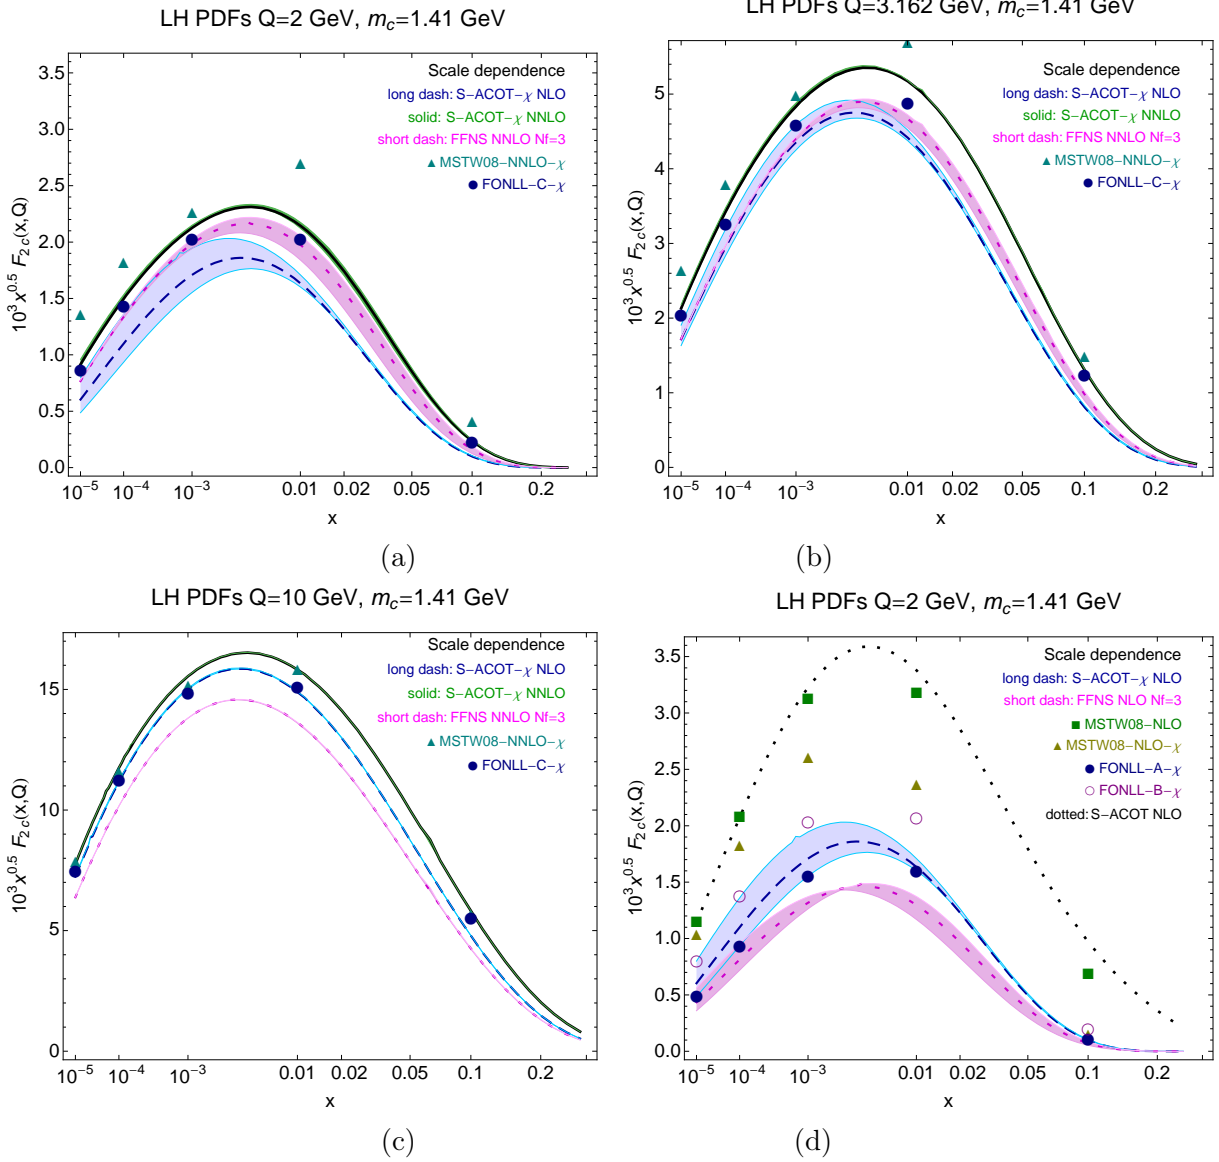 LH PDFs Q=2 GeV, m_c=1.41 GeV
Scale dependence
long dash: S−ACOT−χ NLO
solid: S−ACOT−χ NNLO
short dash: FFNS NNLO Nf=3
MSTW08−NNLO−χ
FONLL−C−χ
10^3 x^0.5 F_2c(x,Q)
3.5
3.0
2.5
2.0
1.5
1.0
0.5
0.0
10^−5 10^−4 10^−3 0.01 0.02 0.05 0.1 0.2
x
(a)
LH PDFs Q=3.162 GeV, m_c=1.41 GeV
Scale dependence
long dash: S−ACOT−χ NLO
solid: S−ACOT−χ NNLO
short dash: FFNS NNLO Nf=3
MSTW08−NNLO−χ
FONLL−C−χ
10^3 x^0.5 F_2c(x,Q)
5
4
3
2
1
0
10^−5 10^−4 10^−3 0.01 0.02 0.05 0.1 0.2
x
(b)
LH PDFs Q=10 GeV, m_c=1.41 GeV
Scale dependence
long dash: S−ACOT−χ NLO
solid: S−ACOT−χ NNLO
short dash: FFNS NNLO Nf=3
MSTW08−NNLO−χ
FONLL−C−χ
10^3 x^0.5 F_2c(x,Q)
15
10
5
0
10^−5 10^−4 10^−3 0.01 0.02 0.05 0.1 0.2
x
(c)
LH PDFs Q=2 GeV, m_c=1.41 GeV
Scale dependence
long dash: S−ACOT−χ NLO
short dash: FFNS NLO Nf=3
MSTW08−NLO
MSTW08−NLO−χ
FONLL−A−χ
FONLL−B−χ
dotted: S−ACOT NLO
10^3 x^0.5 F_2c(x,Q)
3.5
3.0
2.5
2.0
1.5
1.0
0.5
0.0
10^−5 10^−4 10^−3 0.01 0.02 0.05 0.1 0.2
x
(d)